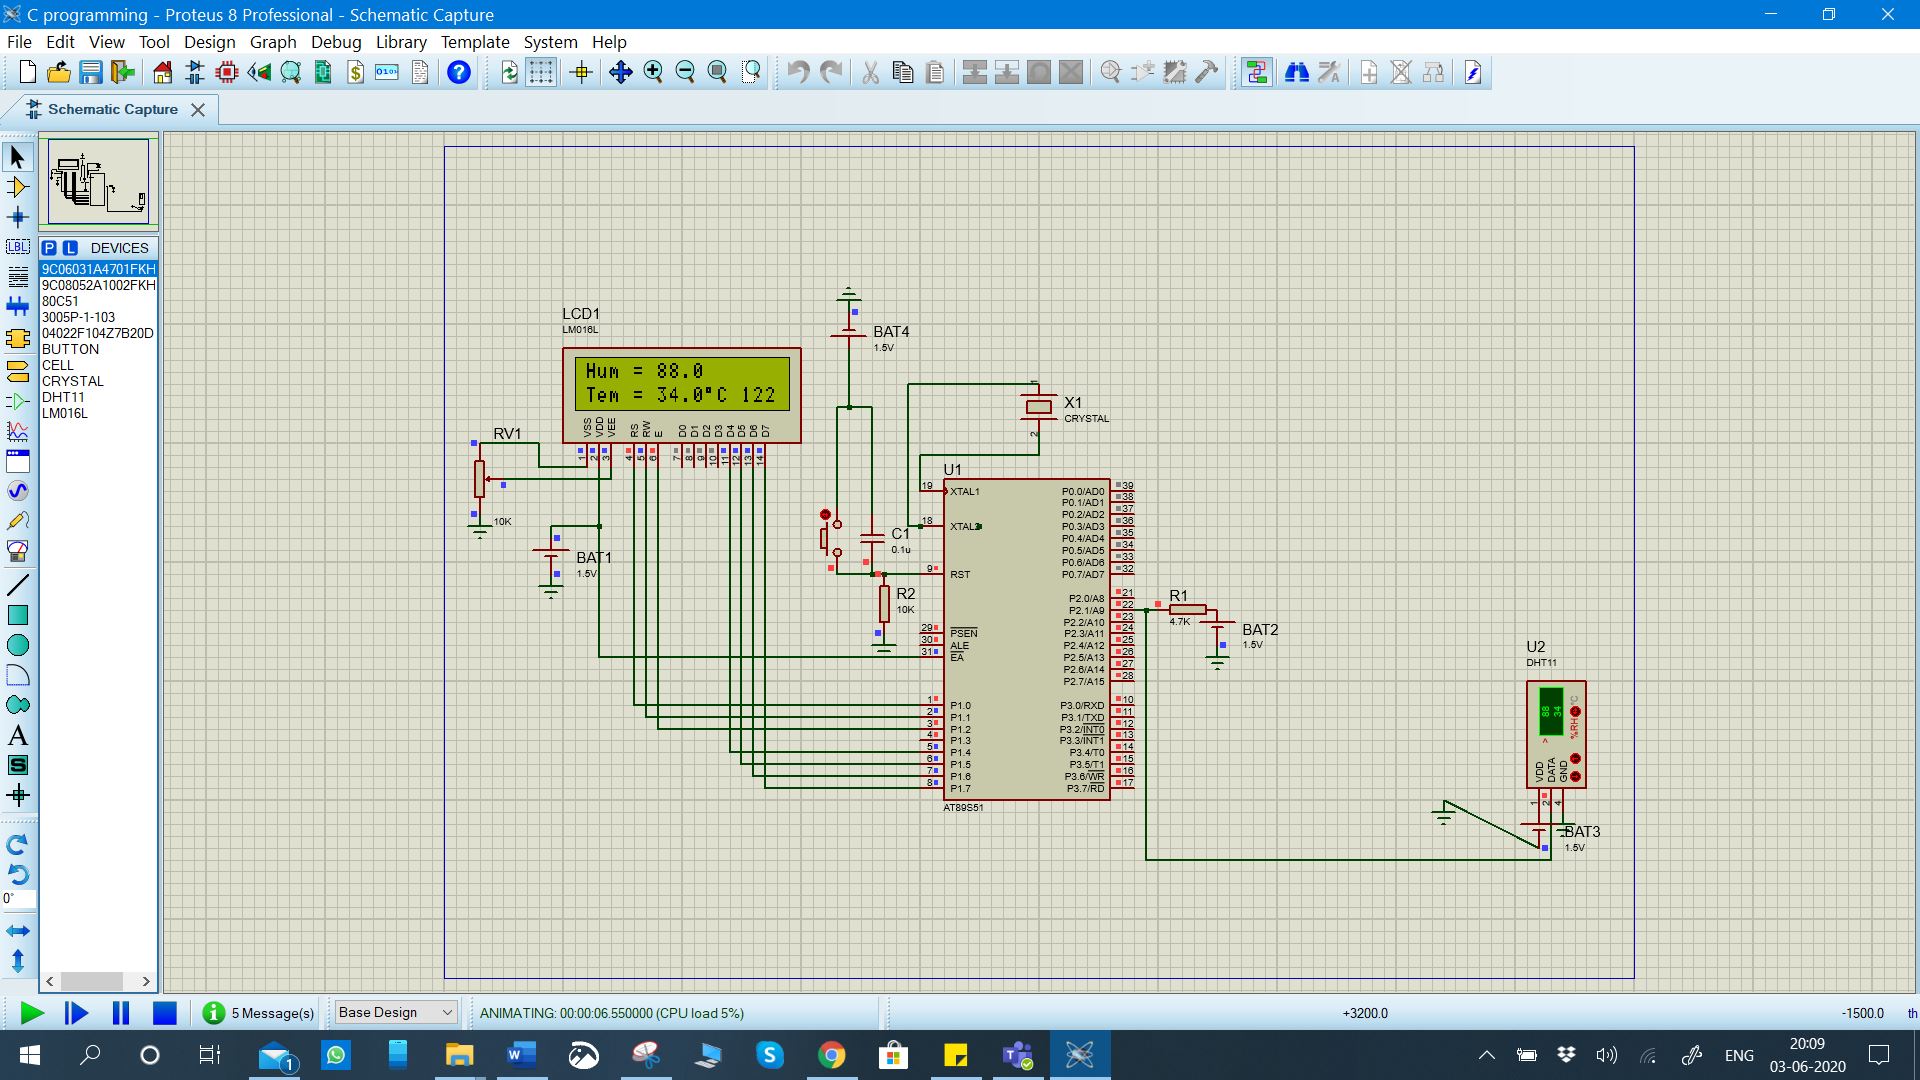 C programming - Proteus 8 Professional - Schematic Capture
File Edit View Tool Design Graph Debug Library Template System Help
Schematic Capture
P L DEVICES
9C06031A4701FKH
9C08052A1002FKH
80C51
3005P-1-103
04022F104Z7B20D
BUTTON
CELL
CRYSTAL
DHT11
LM016L
LBL
A
S
0°
LCD1
LM016L
Hum = 88.0
Tem = 34.0°C 122
VSS VDD VEE RS RW E D0 D1 D2 D3 D4 D5 D6 D7
1 2 3 4 5 6 7 8 9 10 11 12 13 14
RV1
10K
BAT1
1.5V
BAT4
1.5V
X1
CRYSTAL
1
2
C1
0.1u
R2
10K
U1
19 XTAL1
18 XTAL2
9 RST
29 PSEN
30 ALE
31 EA
1 P1.0
2 P1.1
3 P1.2
4 P1.3
5 P1.4
6 P1.5
7 P1.6
8 P1.7
P0.0/AD0 39
P0.1/AD1 38
P0.2/AD2 37
P0.3/AD3 36
P0.4/AD4 35
P0.5/AD5 34
P0.6/AD6 33
P0.7/AD7 32
P2.0/A8 21
P2.1/A9 22
P2.2/A10 23
P2.3/A11 24
P2.4/A12 25
P2.5/A13 26
P2.6/A14 27
P2.7/A15 28
P3.0/RXD 10
P3.1/TXD 11
P3.2/INT0 12
P3.3/INT1 13
P3.4/T0 14
P3.5/T1 15
P3.6/WR 16
P3.7/RD 17
AT89S51
R1
4.7K
BAT2
1.5V
U2
DHT11
88
34
>
%RH °C
VDD DATA GND
1 2 4
BAT3
1.5V
5 Message(s)
Base Design
ANIMATING: 00:00:06.550000 (CPU load 5%)
+3200.0
-1500.0
th
1
ENG
20:09
03-06-2020